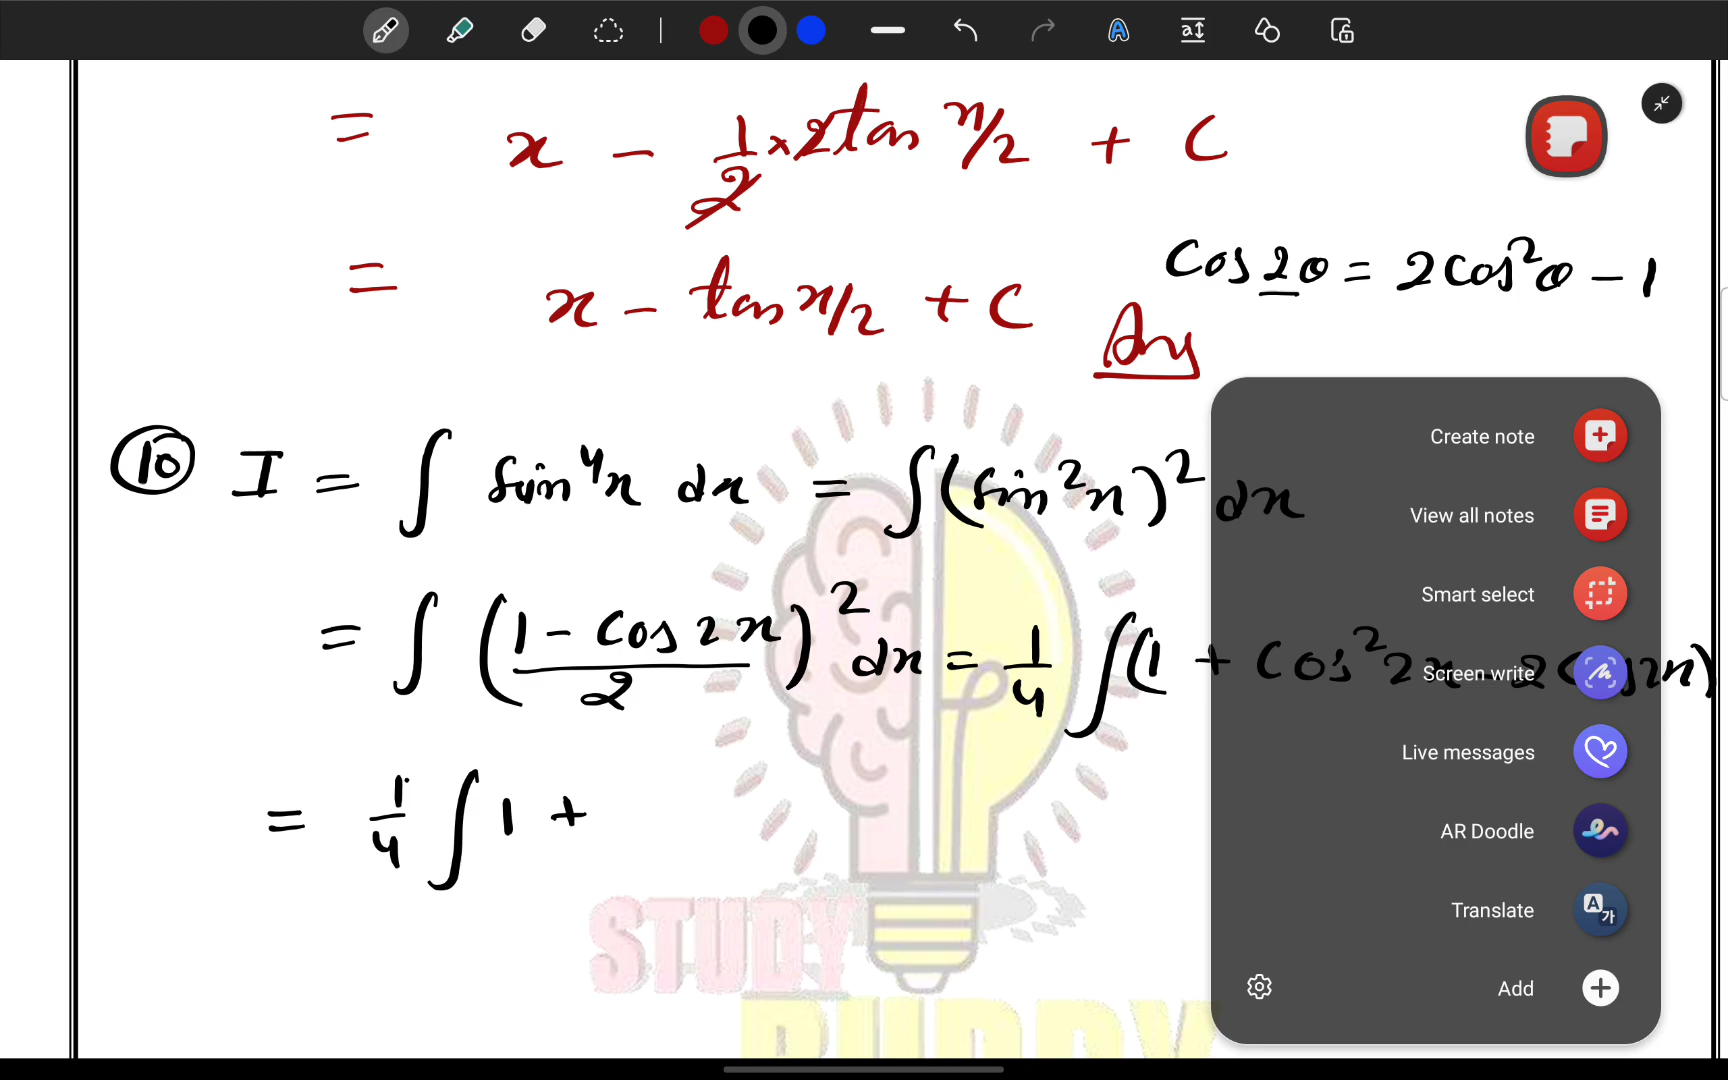 = x - 1/2 × 2tan x/2 + C
= x - tan x/2 + C Ans
Cos 2θ = 2Cos²θ - 1
Create note
View all notes
Smart select
Screen write
Live messages
AR Doodle
Translate
Add
10 I = ∫ sin⁴x dx = ∫(sin²x)² dx
= ∫ (1 - Cos 2x / 2)² dx = 1/4 ∫(1 + Cos²2x - 2Cos2x)
= 1/4 ∫ 1 +
STUDY
BUDDY